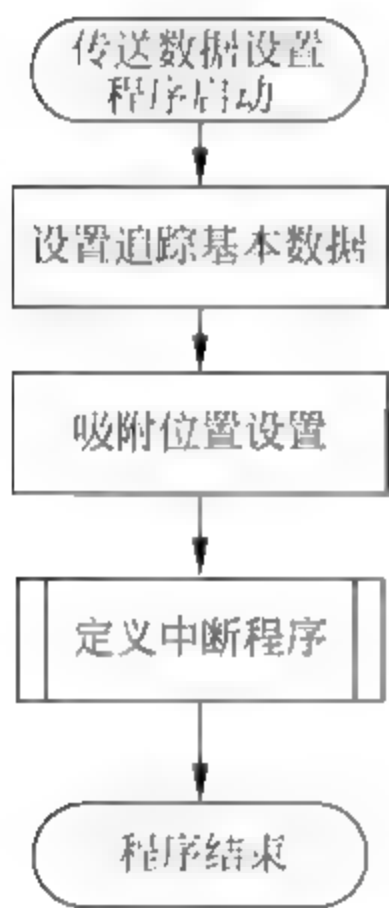 传送数据设置
程序启动
设置追踪基本数据
吸附位置设置
定义中断程序
程序结束